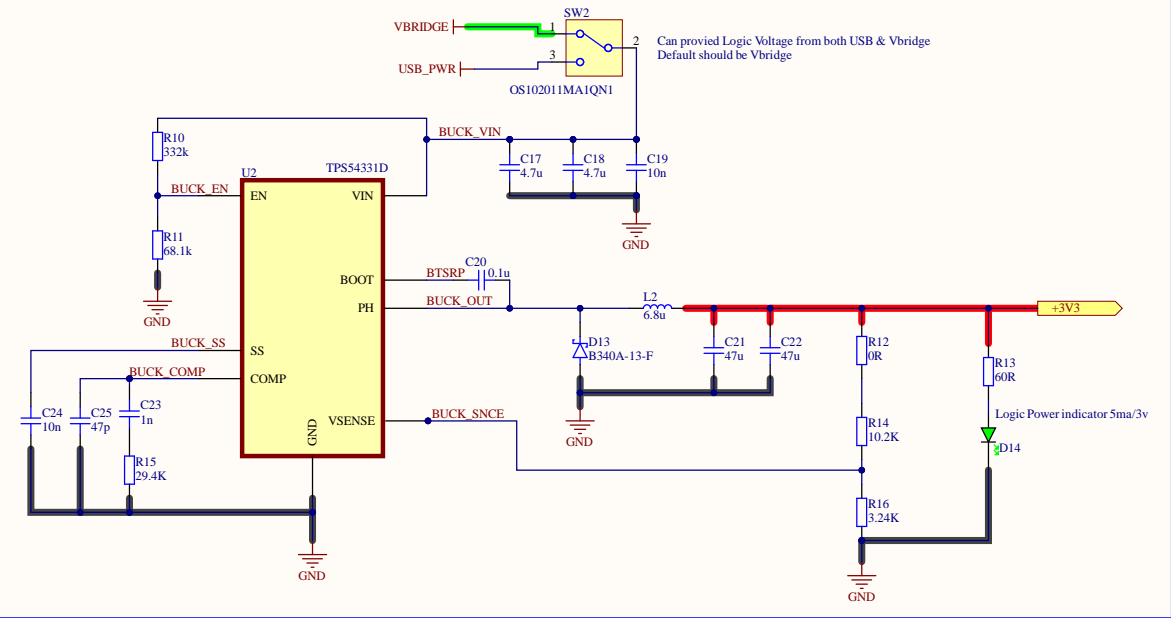 SW2
VBRIDGE
1
2
Can provied Logic Voltage from both USB & Vbridge
Default should be Vbridge
USB_PWR
3
OS102011MA1QN1
R10
332k
BUCK_VIN
C17
4.7u
C18
4.7u
C19
10n
U2
TPS54331D
BUCK_EN
EN
VIN
R11
68.1k
GND
GND
BOOT
BTSRP
C20
0.1u
PH
BUCK_OUT
L2
6.8u
+3V3
D13
B340A-13-F
C21
47u
C22
47u
R12
0R
R13
60R
BUCK_SS
SS
BUCK_COMP
COMP
C24
10n
C25
47p
C23
1n
VSENSE
BUCK_SNCE
GND
GND
R14
10.2K
Logic Power indicator 5ma/3v
D14
R15
29.4K
R16
3.24K
GND
GND